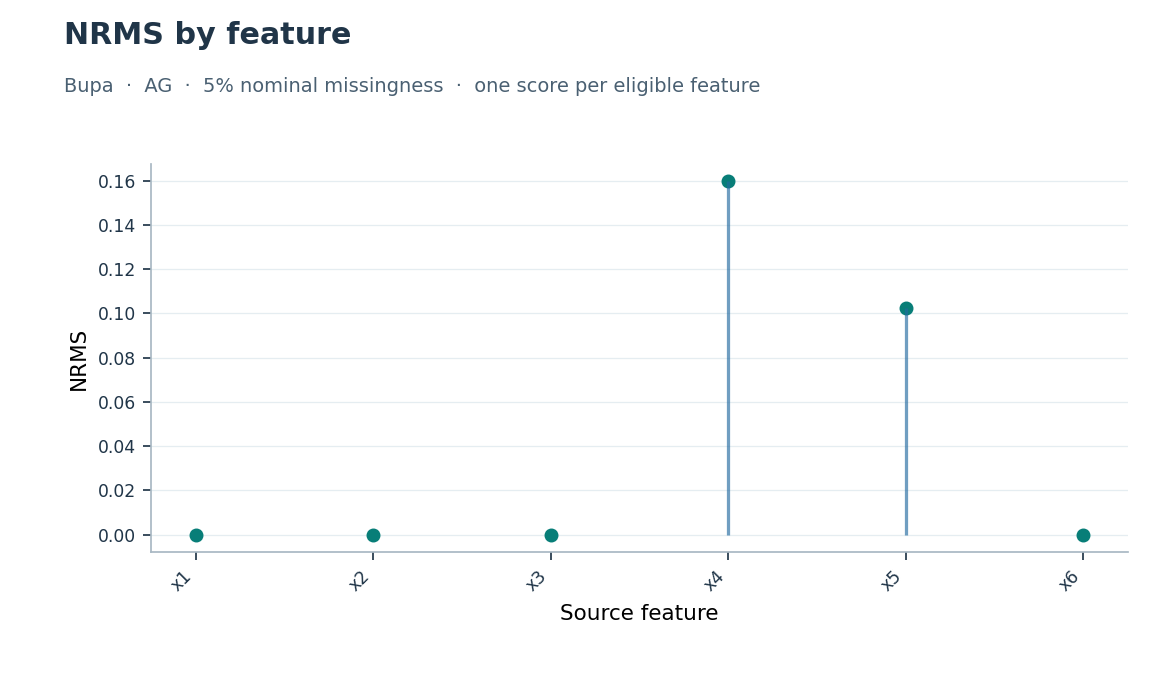 NRMS by feature
Bupa · AG · 5% nominal missingness · one score per eligible feature
0.16
0.14
0.12
0.10
0.08
0.06
0.04
0.02
0.00
NRMS
x1 x2 x3 x4 x5 x6
Source feature